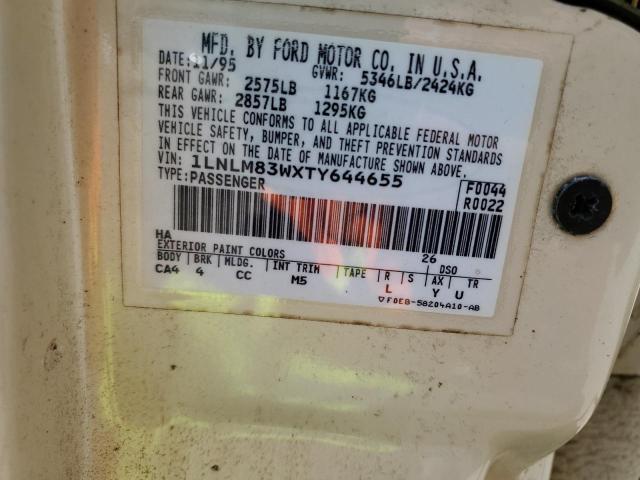 MFD. BY FORD MOTOR CO. IN U.S.A.
DATE: 11/95 GVWR: 5346LB/2424KG
FRONT GAWR: 2575LB 1167KG
REAR GAWR: 2857LB 1295KG
THIS VEHICLE CONFORMS TO ALL APPLICABLE FEDERAL MOTOR
VEHICLE SAFETY, BUMPER, AND THEFT PREVENTION STANDARDS
IN EFFECT ON THE DATE OF MANUFACTURE SHOWN ABOVE.
VIN: 1LNLM83WXTY644655
TYPE: PASSENGER
F0044
R0022
HA 26
EXTERIOR PAINT COLORS DSO
BODY BRK MLDG. INT TRIM TAPE R S AX TR
CA4 4 CC M5 L Y U
▽F0EB-58204A10-AB